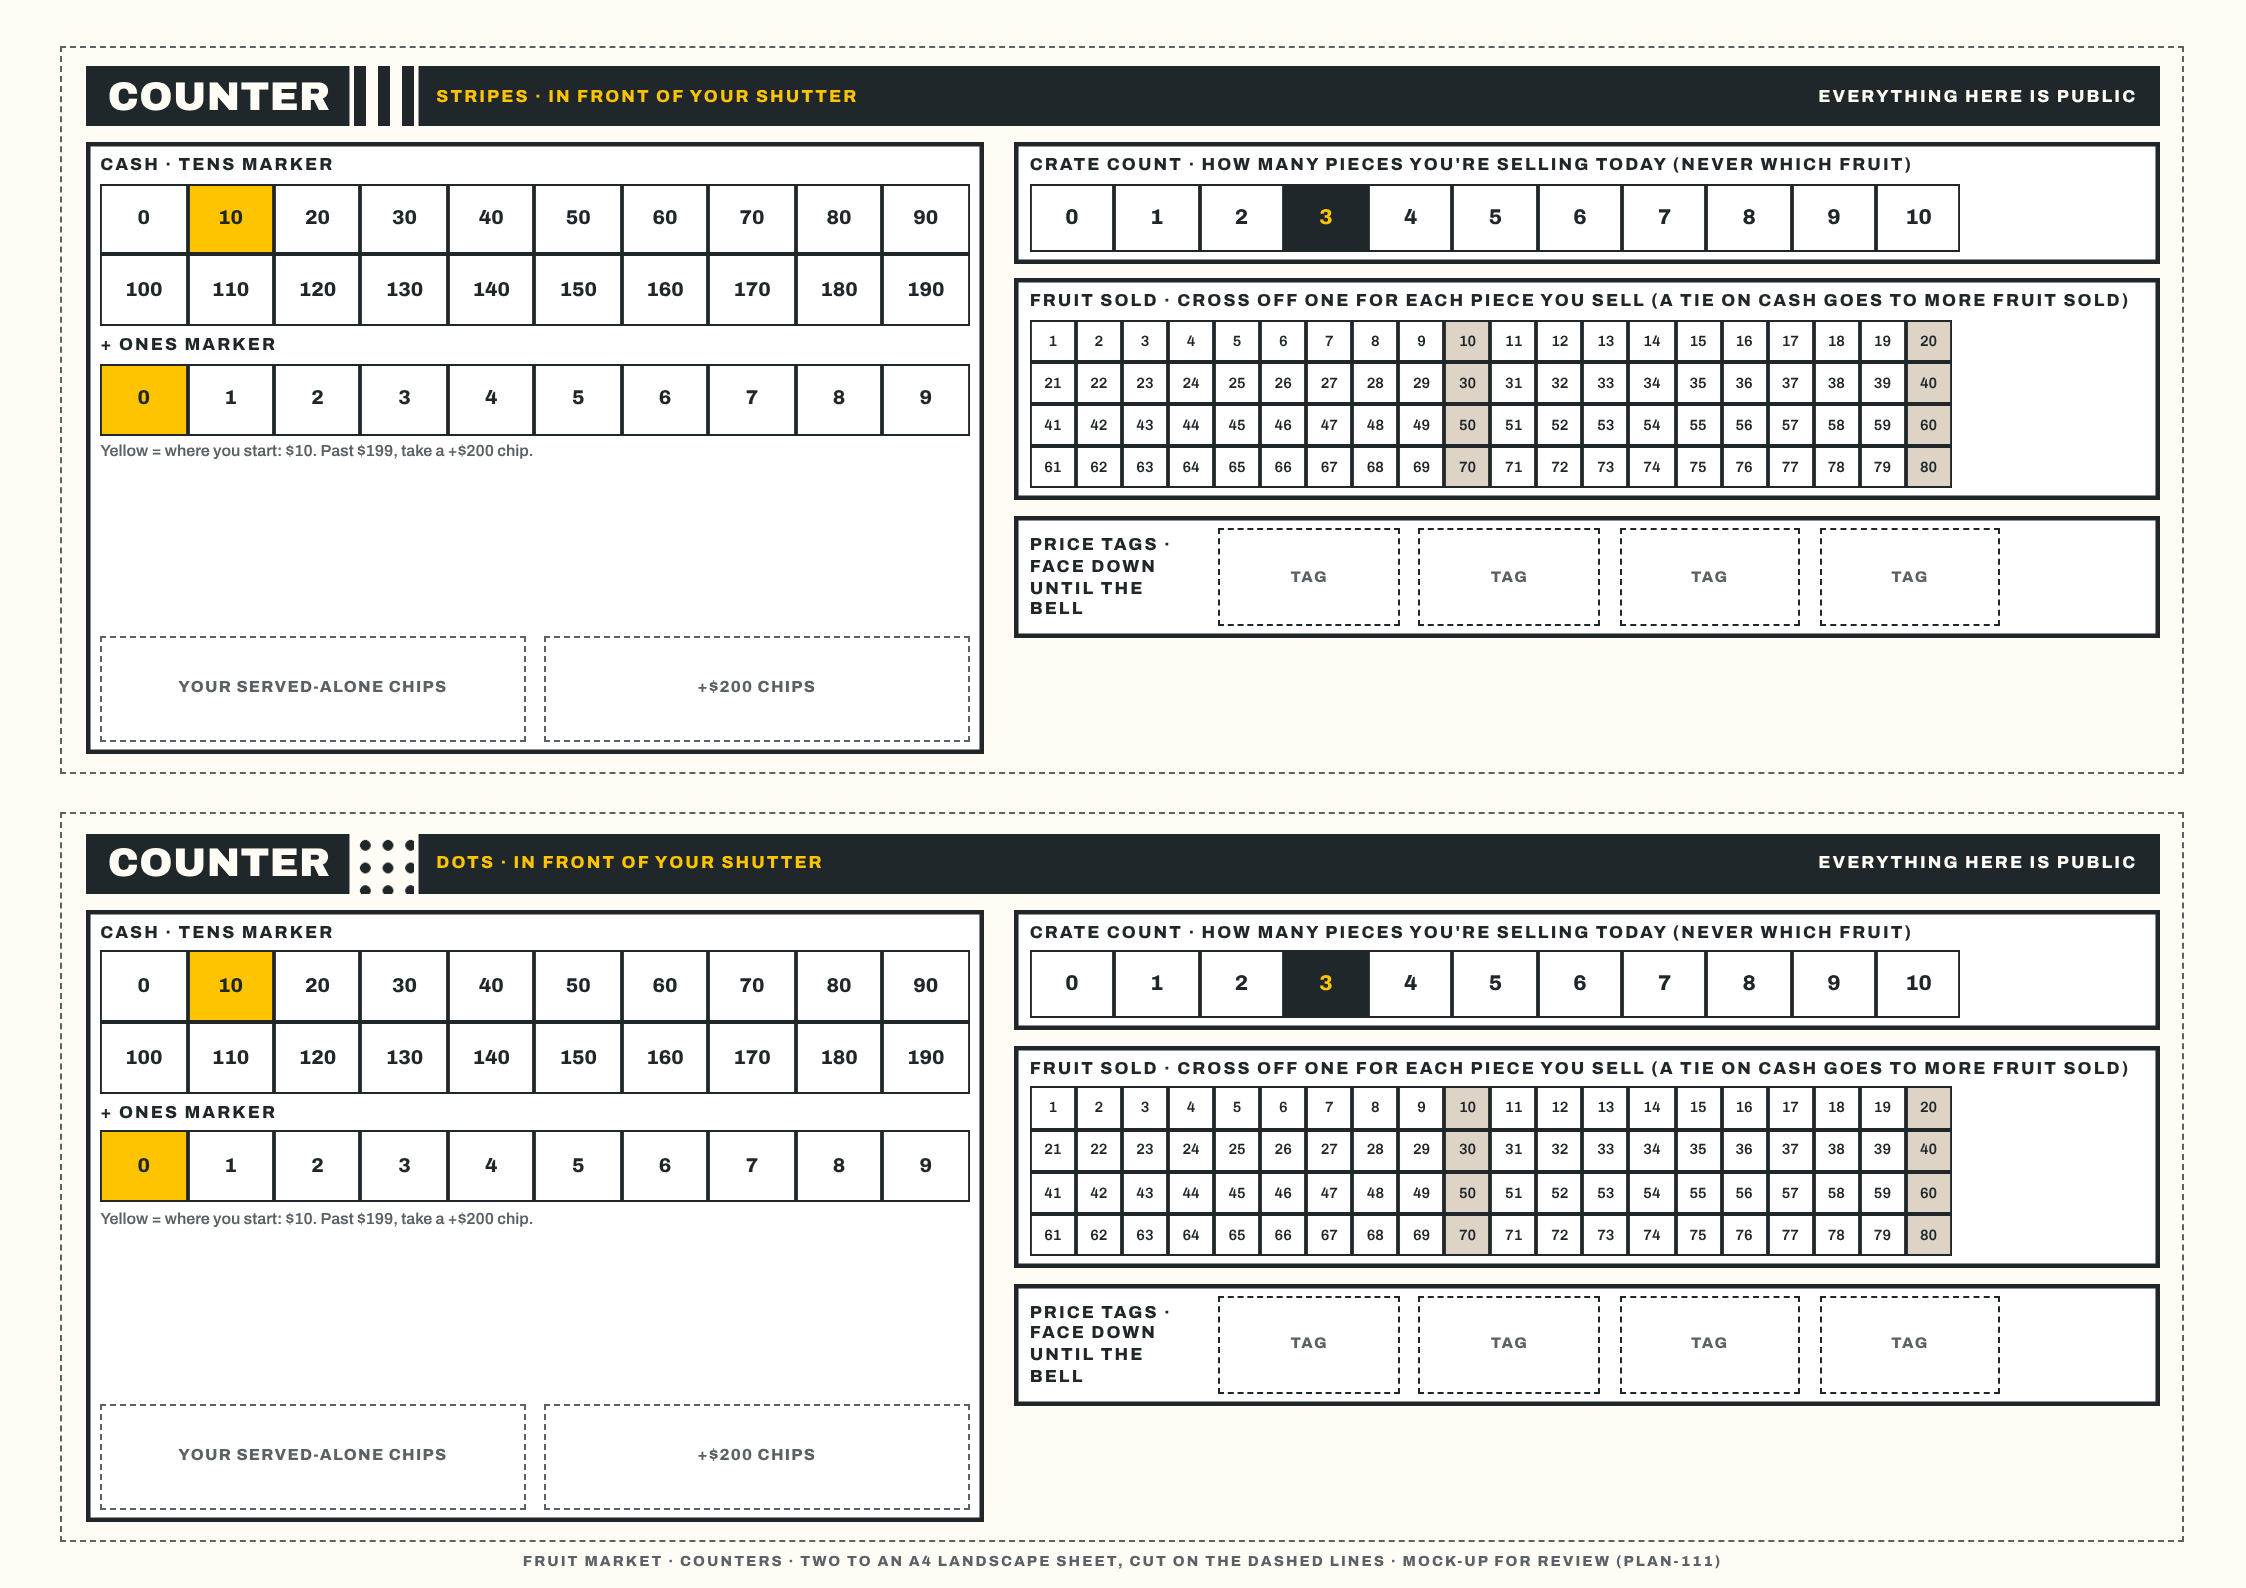 COUNTER
STRIPES · IN FRONT OF YOUR SHUTTER
EVERYTHING HERE IS PUBLIC
CASH · TENS MARKER
0 10 20 30 40 50 60 70 80 90
100 110 120 130 140 150 160 170 180 190
+ ONES MARKER
0 1 2 3 4 5 6 7 8 9
Yellow = where you start: $10. Past $199, take a +$200 chip.
YOUR SERVED-ALONE CHIPS
+$200 CHIPS
CRATE COUNT · HOW MANY PIECES YOU'RE SELLING TODAY (NEVER WHICH FRUIT)
0 1 2 3 4 5 6 7 8 9 10
FRUIT SOLD · CROSS OFF ONE FOR EACH PIECE YOU SELL (A TIE ON CASH GOES TO MORE FRUIT SOLD)
1 2 3 4 5 6 7 8 9 10 11 12 13 14 15 16 17 18 19 20
21 22 23 24 25 26 27 28 29 30 31 32 33 34 35 36 37 38 39 40
41 42 43 44 45 46 47 48 49 50 51 52 53 54 55 56 57 58 59 60
61 62 63 64 65 66 67 68 69 70 71 72 73 74 75 76 77 78 79 80
PRICE TAGS ·
FACE DOWN
UNTIL THE
BELL
TAG TAG TAG TAG
COUNTER
DOTS · IN FRONT OF YOUR SHUTTER
EVERYTHING HERE IS PUBLIC
CASH · TENS MARKER
0 10 20 30 40 50 60 70 80 90
100 110 120 130 140 150 160 170 180 190
+ ONES MARKER
0 1 2 3 4 5 6 7 8 9
Yellow = where you start: $10. Past $199, take a +$200 chip.
YOUR SERVED-ALONE CHIPS
+$200 CHIPS
CRATE COUNT · HOW MANY PIECES YOU'RE SELLING TODAY (NEVER WHICH FRUIT)
0 1 2 3 4 5 6 7 8 9 10
FRUIT SOLD · CROSS OFF ONE FOR EACH PIECE YOU SELL (A TIE ON CASH GOES TO MORE FRUIT SOLD)
1 2 3 4 5 6 7 8 9 10 11 12 13 14 15 16 17 18 19 20
21 22 23 24 25 26 27 28 29 30 31 32 33 34 35 36 37 38 39 40
41 42 43 44 45 46 47 48 49 50 51 52 53 54 55 56 57 58 59 60
61 62 63 64 65 66 67 68 69 70 71 72 73 74 75 76 77 78 79 80
PRICE TAGS ·
FACE DOWN
UNTIL THE
BELL
TAG TAG TAG TAG
FRUIT MARKET · COUNTERS · TWO TO AN A4 LANDSCAPE SHEET, CUT ON THE DASHED LINES · MOCK-UP FOR REVIEW (PLAN-111)